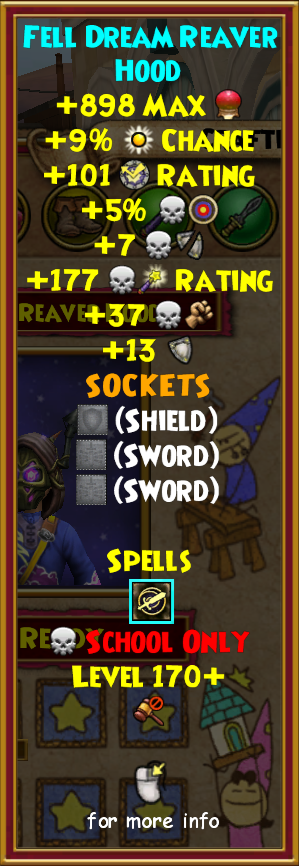 Fell Dream Reaver
Hood
+898 Max
+9% Chance
+101 Rating
+5%
+7
+177 Rating
+37
+13
Sockets
(Shield)
(Sword)
(Sword)
Spells
School Only
Level 170+
for more info